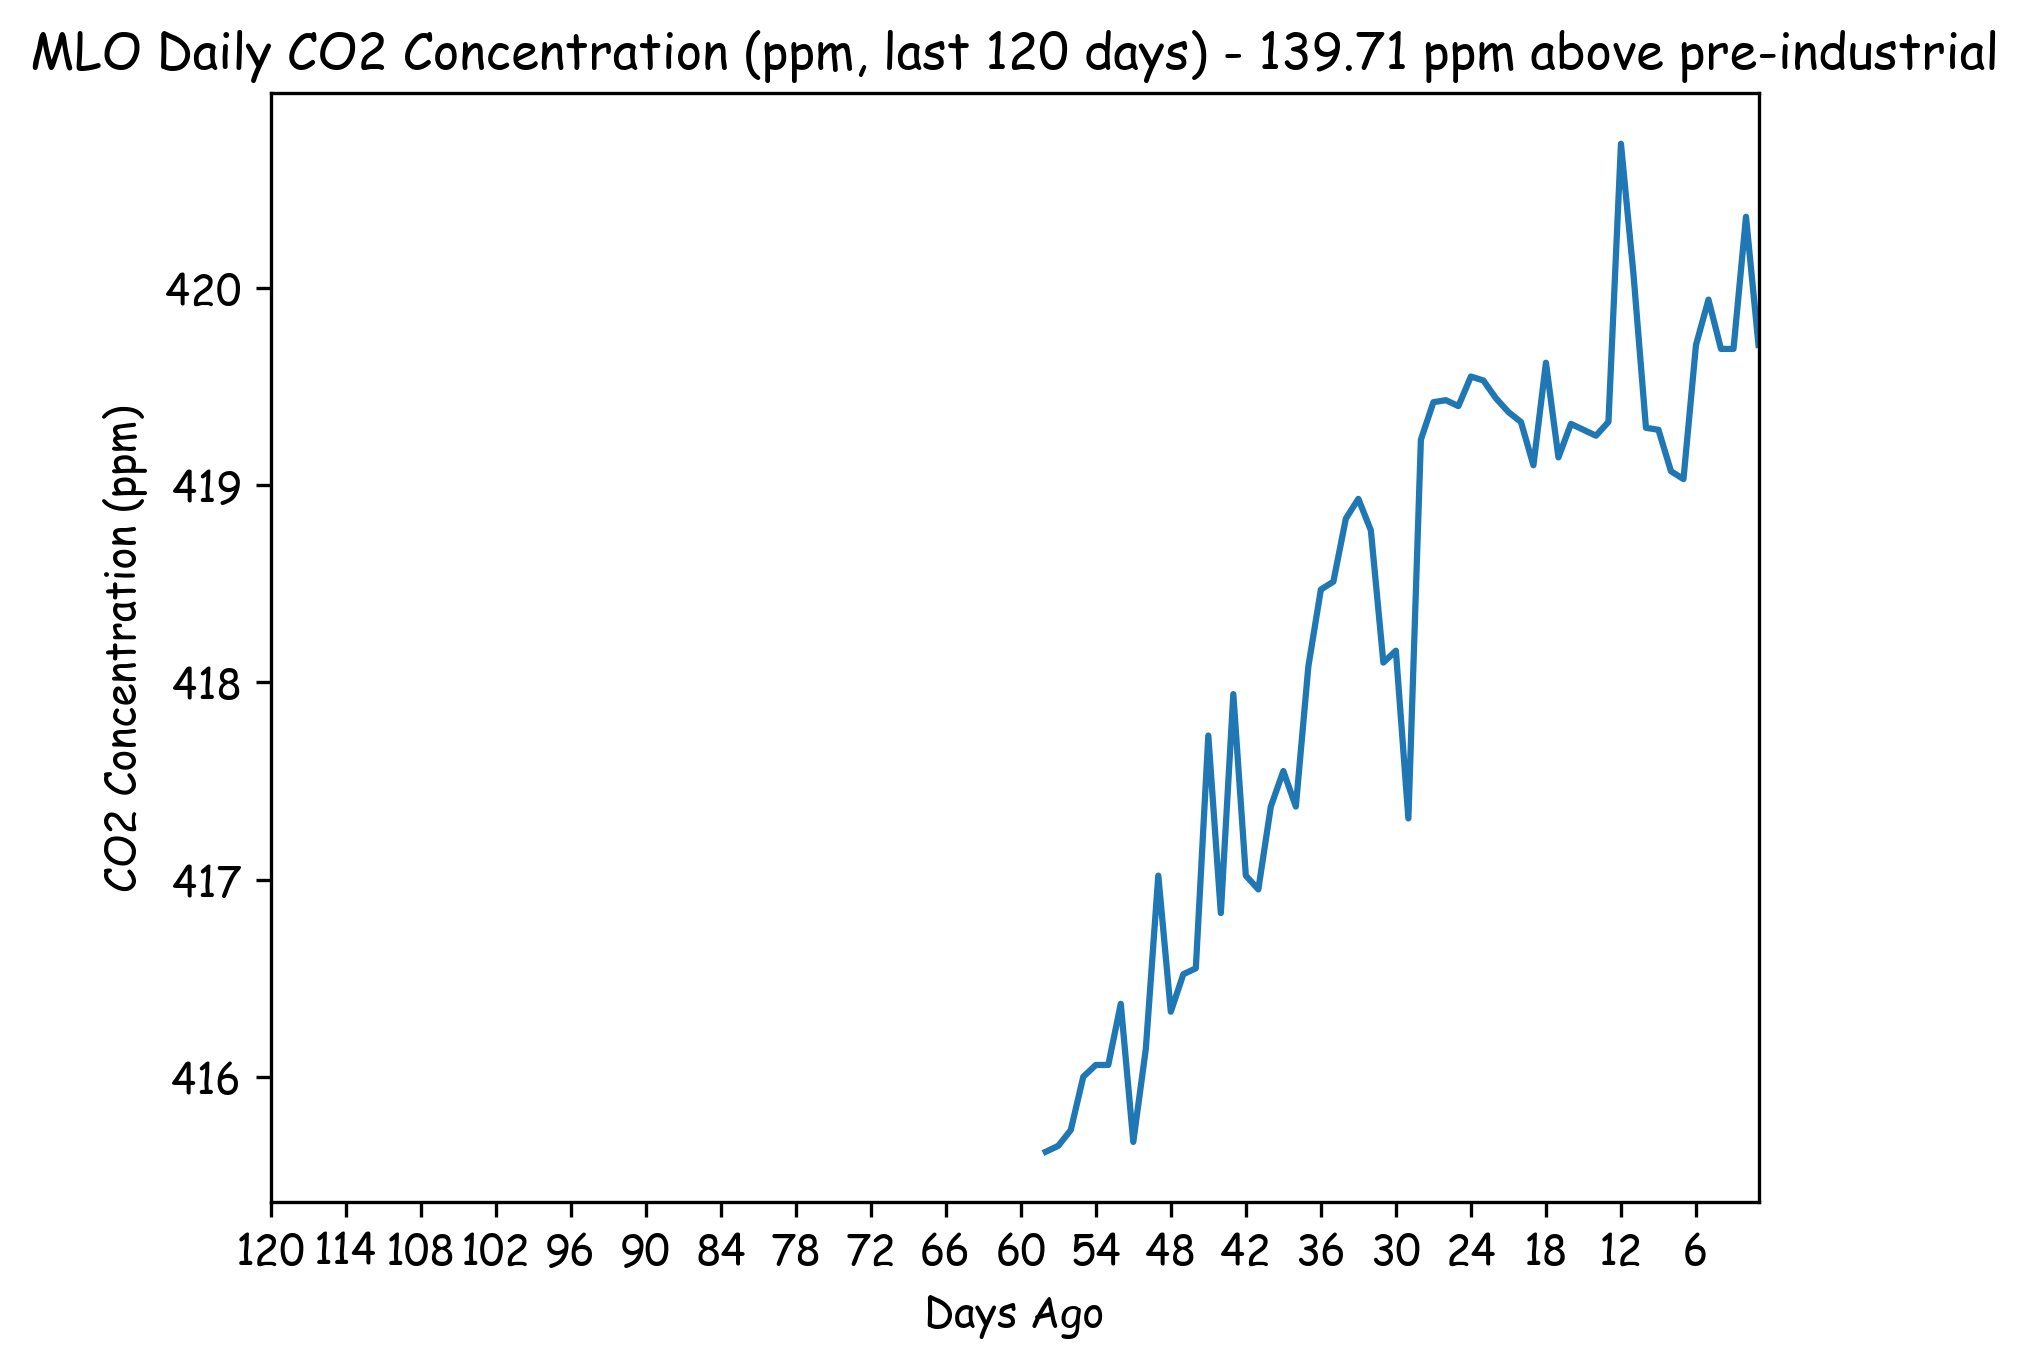 MLO Daily CO2 Concentration (ppm, last 120 days) - 139.71 ppm above pre-industrial
CO2 Concentration (ppm)
420
419
418
417
416
120 114 108 102 96 90 84 78 72 66 60 54 48 42 36 30 24 18 12 6
Days Ago